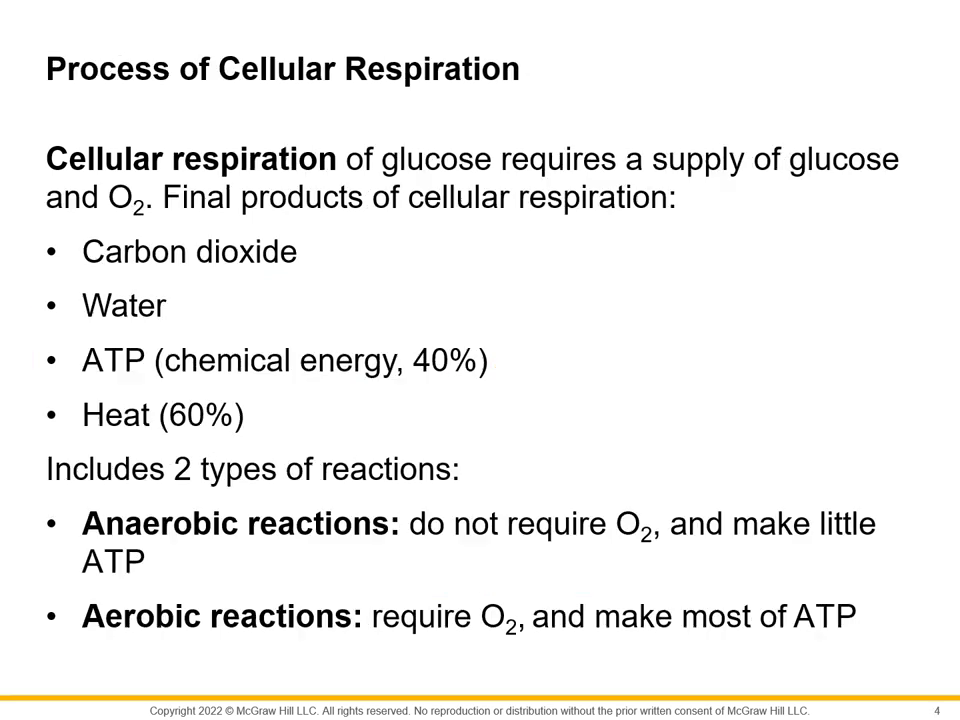 Process of Cellular Respiration
Cellular respiration of glucose requires a supply of glucose
and O₂. Final products of cellular respiration:
• Carbon dioxide
• Water
• ATP (chemical energy, 40%)
• Heat (60%)
Includes 2 types of reactions:
• Anaerobic reactions: do not require O₂, and make little
ATP
• Aerobic reactions: require O₂, and make most of ATP
Copyright 2022 © McGraw Hill LLC. All rights reserved. No reproduction or distribution without the prior written consent of McGraw Hill LLC. 4